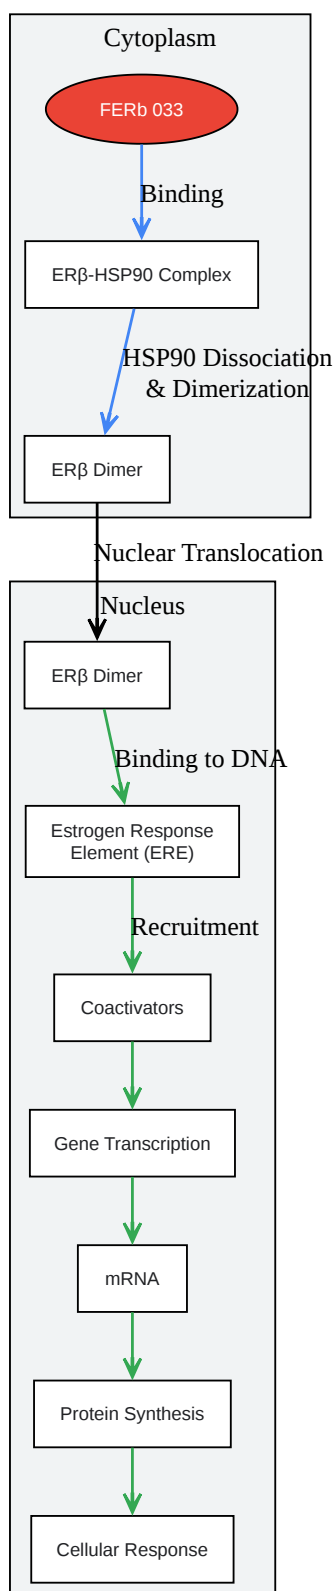 Cytoplasm
FERb 033
Binding
ERβ-HSP90 Complex
HSP90 Dissociation
& Dimerization
ERβ Dimer
Nuclear Translocation
Nucleus
ERβ Dimer
Binding to DNA
Estrogen Response
Element (ERE)
Recruitment
Coactivators
Gene Transcription
mRNA
Protein Synthesis
Cellular Response